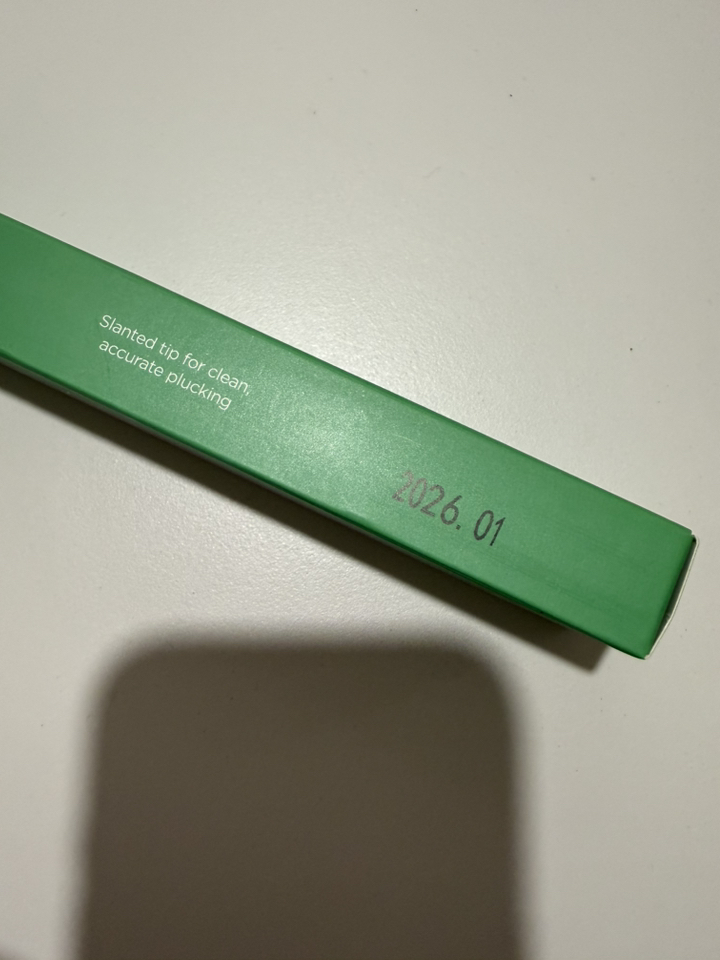 Slanted tip for clean,
accurate plucking
2026. 01